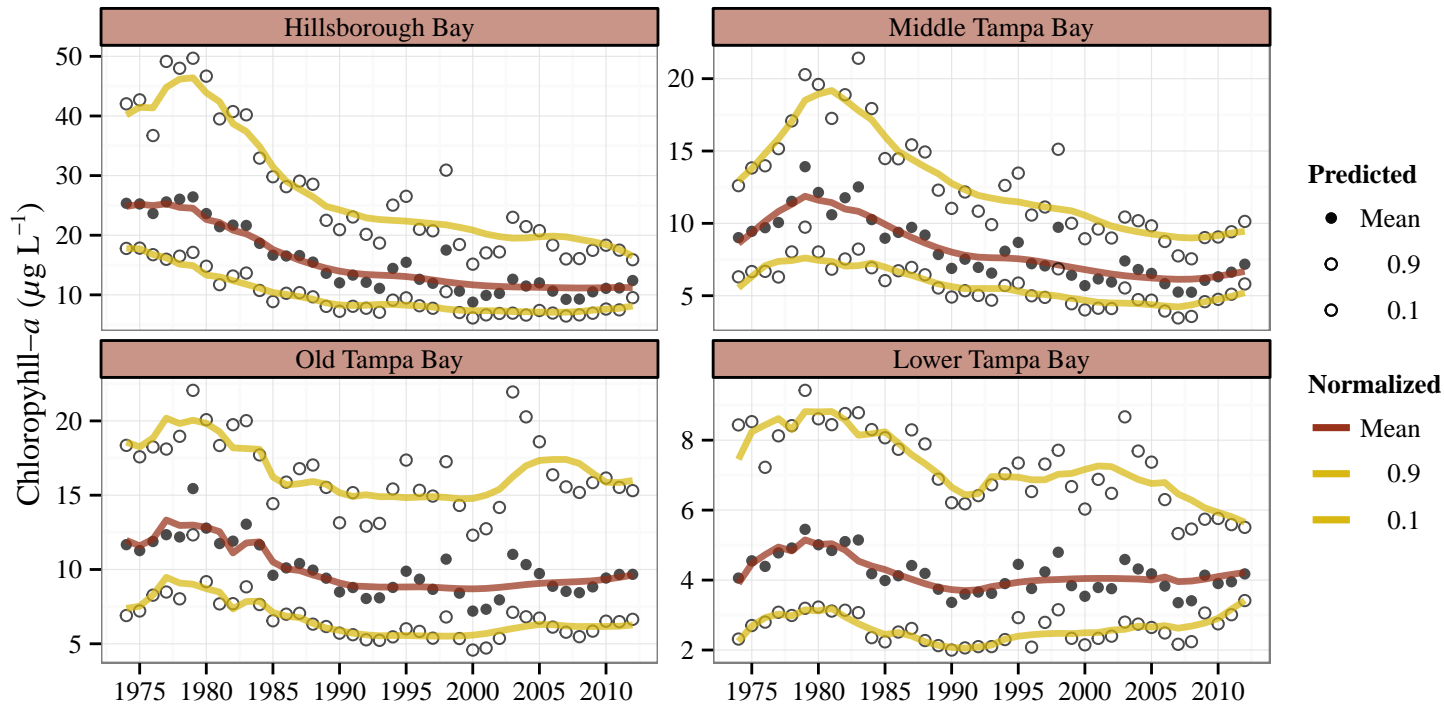 Hillsborough Bay
Middle Tampa Bay
50
40
30
20
10
20
15
10
5
Old Tampa Bay
Lower Tampa Bay
20
15
10
5
8
6
4
2
1975 1980 1985 1990 1995 2000 2005 2010
1975 1980 1985 1990 1995 2000 2005 2010
Chloropyhll−a (μg L−1)
Predicted
Mean
0.9
0.1
Normalized
Mean
0.9
0.1